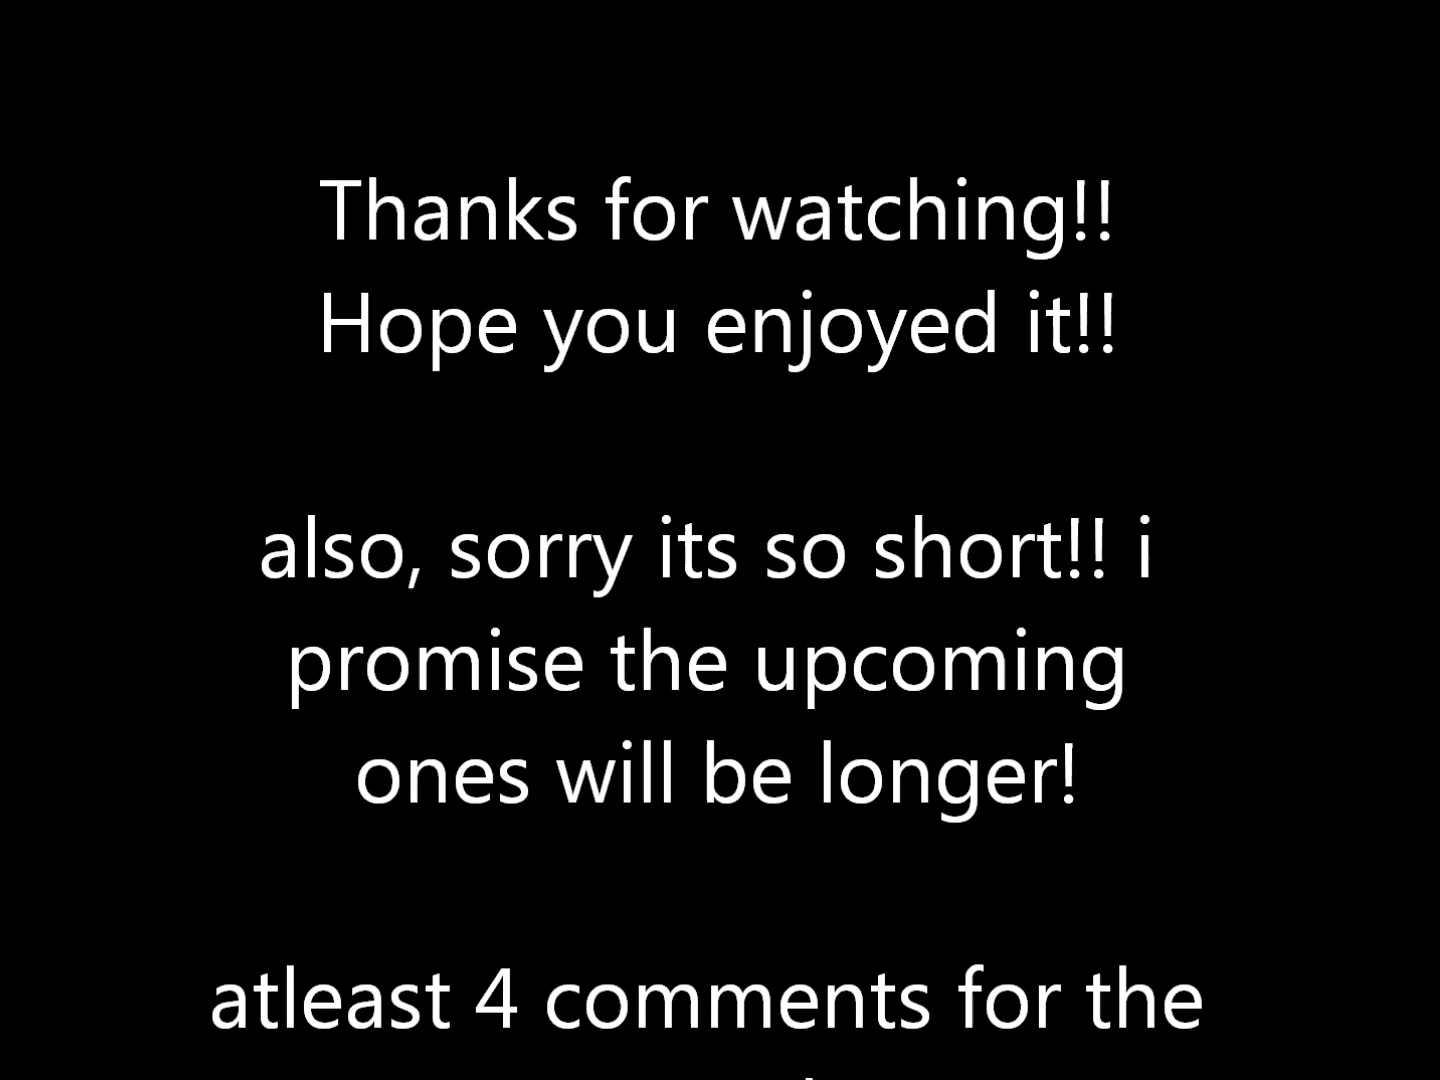 Thanks for watching!!
Hope you enjoyed it!!
also, sorry its so short!! i
promise the upcoming
ones will be longer!
atleast 4 comments for the